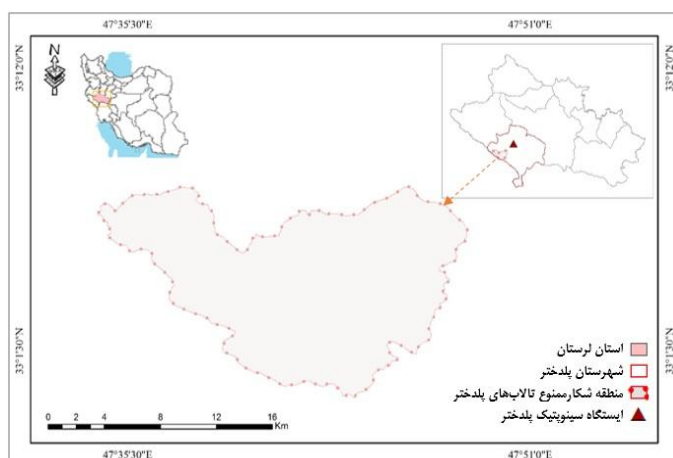 47°35'30"E
47°51'0"E
N
33°12'0"N
33°12'0"N
33°1'30"N
33°1'30"N
استان لرستان
شهرستان پلدختر
منطقه شکارممنوع تالاب‌های پلدختر
ایستگاه سینوپتیک پلدختر
0 2 4 8 12 16
Km
47°35'30"E
47°51'0"E